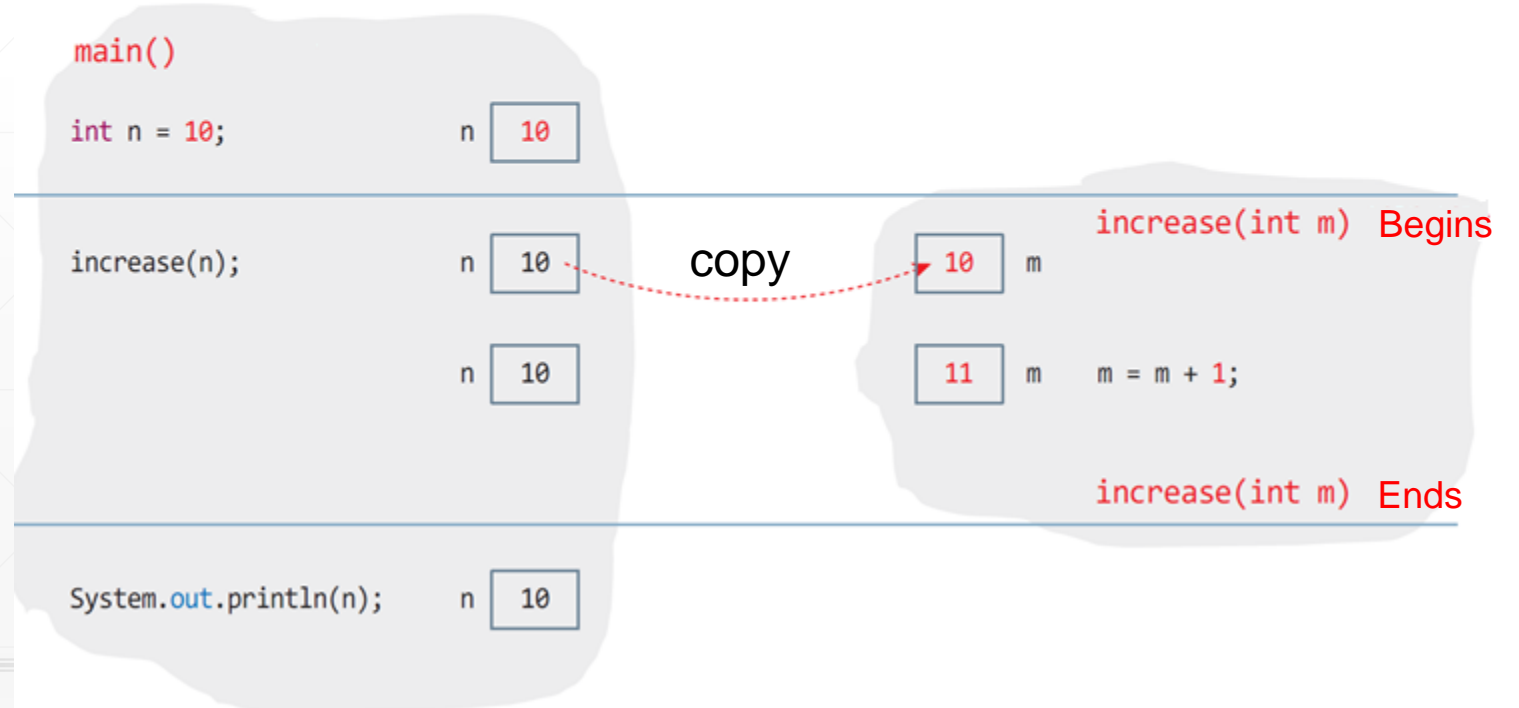 main()
int n = 10; n 10
increase(int m) Begins
increase(n); n 10 copy 10 m
n 10 11 m m = m + 1;
increase(int m) Ends
System.out.println(n); n 10